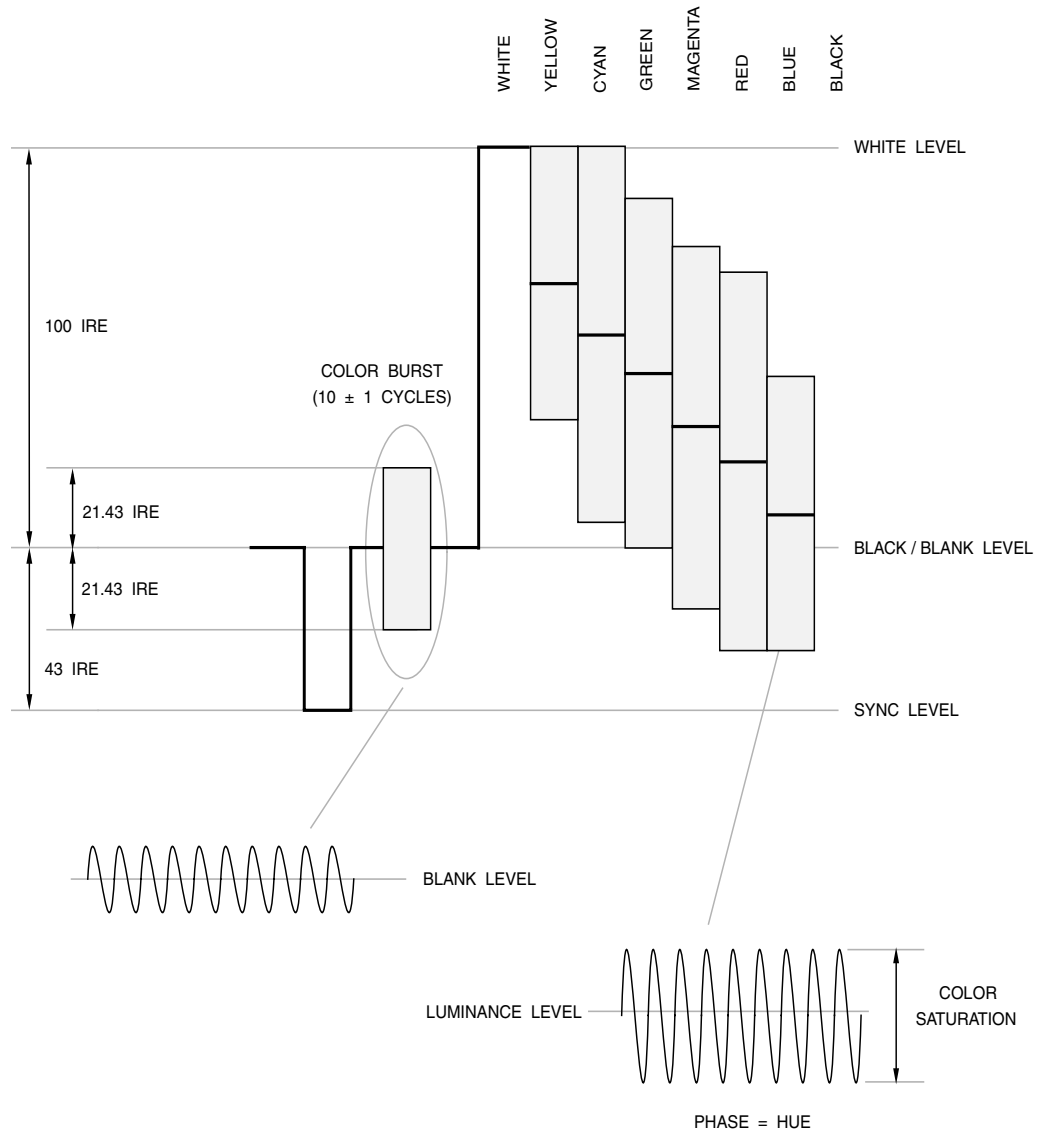 WHITE
YELLOW
CYAN
GREEN
MAGENTA
RED
BLUE
BLACK
WHITE LEVEL
100 IRE
COLOR BURST
(10 ± 1 CYCLES)
21.43 IRE
BLACK / BLANK LEVEL
21.43 IRE
43 IRE
SYNC LEVEL
BLANK LEVEL
LUMINANCE LEVEL
COLOR
SATURATION
PHASE = HUE